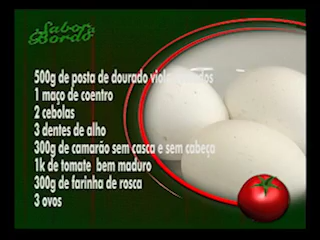 Sabor a
Bordo
500g de posta de dourado
1 maço de coentro
2 cebolas
3 dentes de alho
300g de camarão sem casca e sem cabeça
1k de tomate bem maduro
300g de farinha de rosca
3 ovos